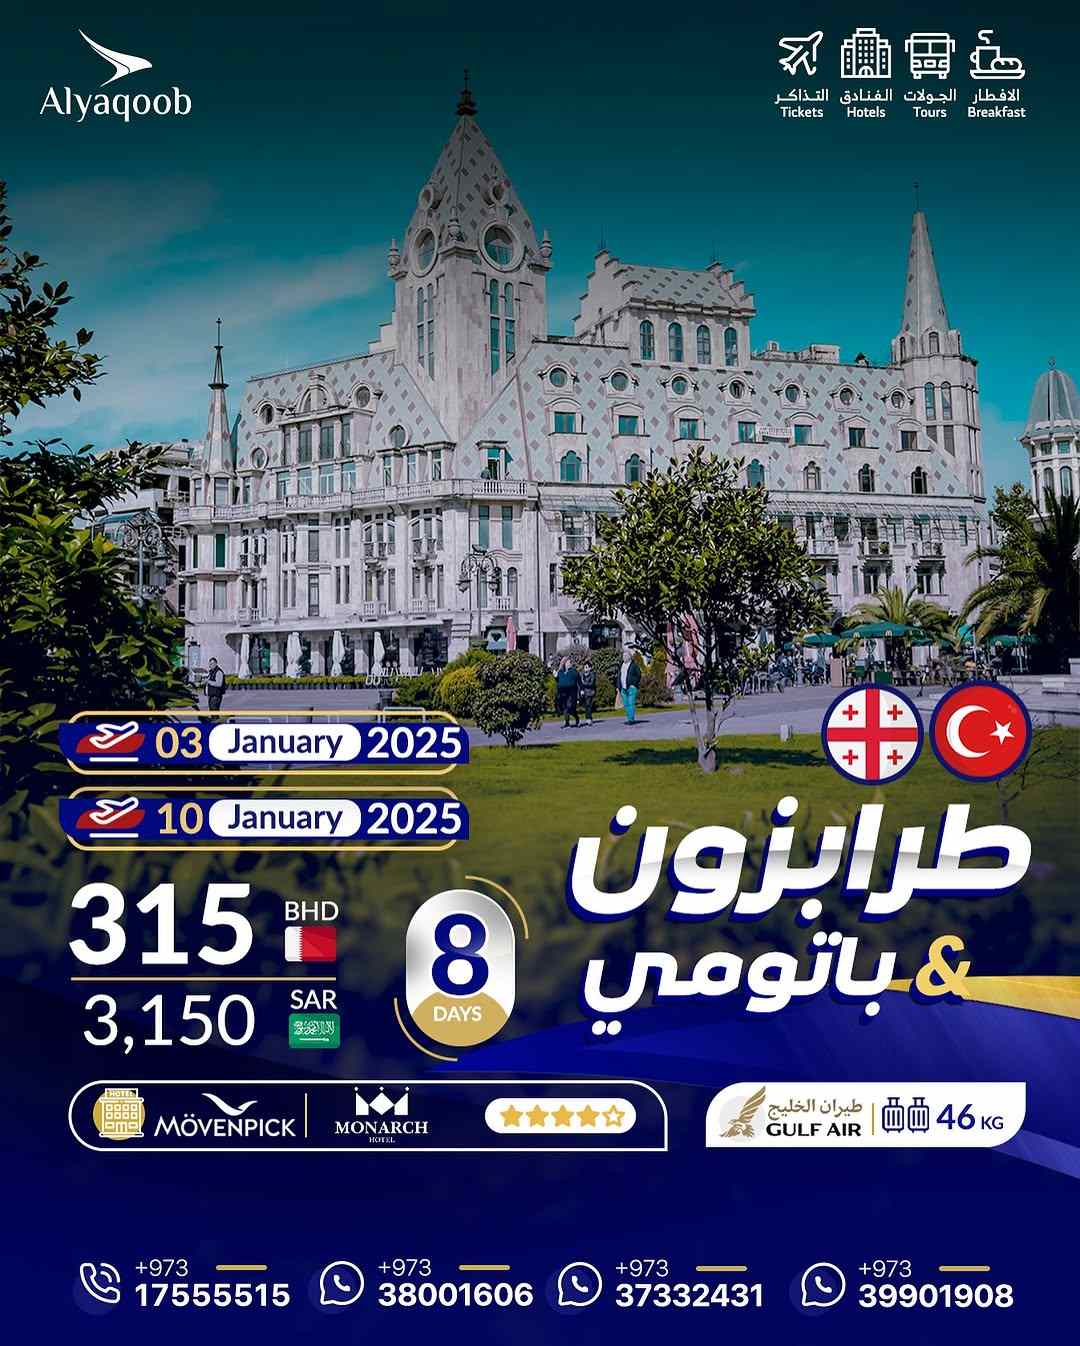 Alyaqoob
التذاكر
Tickets
الفنادق
Hotels
الجولات
Tours
الافطار
Breakfast
03 January 2025
10 January 2025
315 BHD
3,150 SAR
8
DAYS
طرابزون
& باتومي
HOTEL
MÖVENPICK
MONARCH
HOTEL
طيران الخليج
GULF AIR
46 KG
+973
17555515
+973
38001606
+973
37332431
+973
39901908